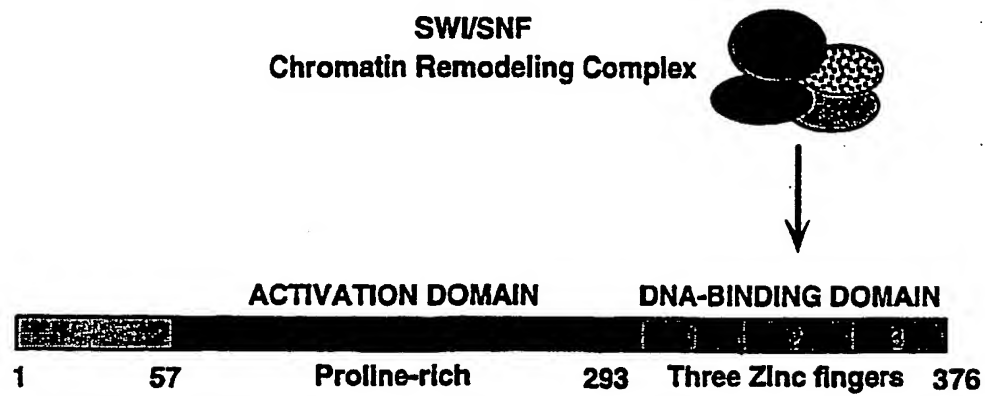 SWI/SNF
Chromatin Remodeling Complex
ACTIVATION DOMAIN DNA-BINDING DOMAIN
1 57 Proline-rich 293 Three Zinc fingers 376